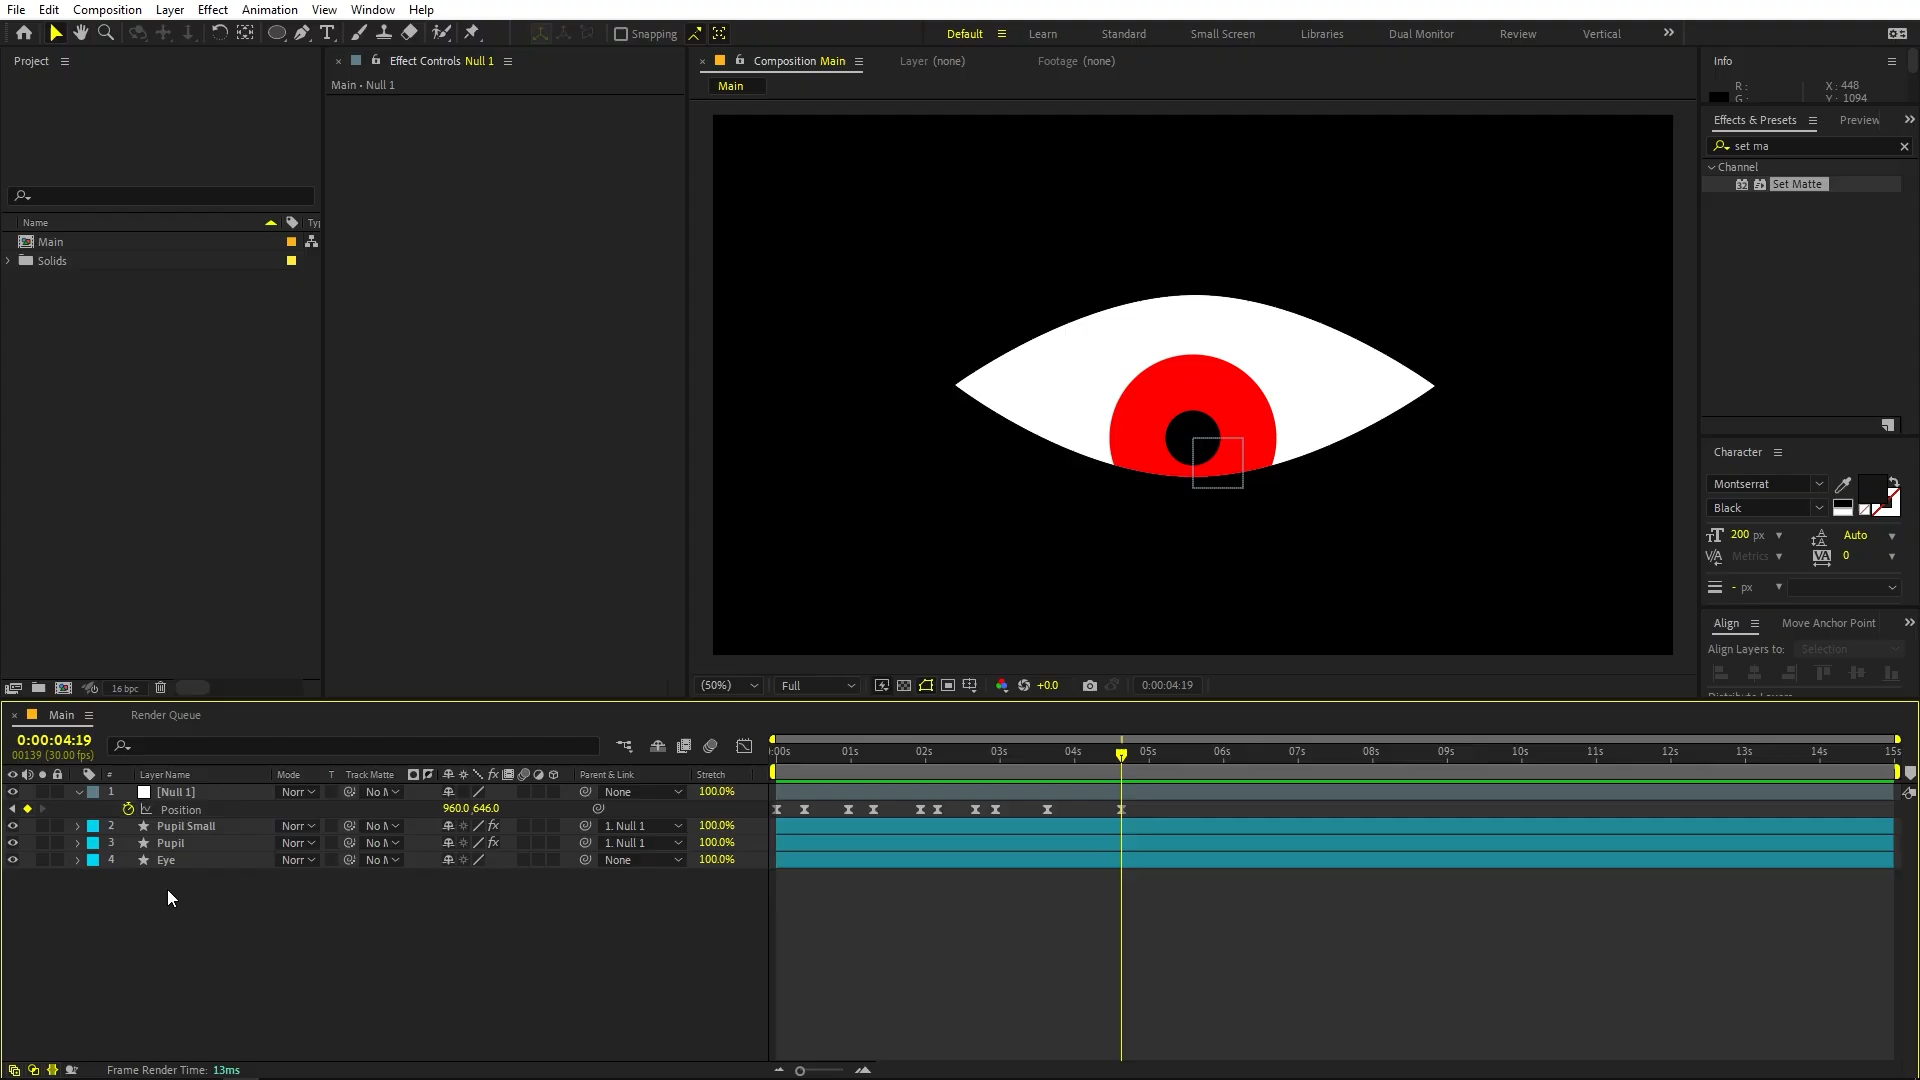 File Edit Composition Layer Effect Animation View Window Help
Snapping Default Learn Standard Small Screen Libraries Dual Monitor Review Vertical
Project Effect Controls Null 1 Composition Main Layer (none) Footage (none) Info
Main • Null 1
Main
R :
G :
X : 448
Y : 1094
Effects & Presets Preview
set ma
Channel
32 Set Matte
Name
Main
Solids
Character
Montserrat
Black
200 px Auto
Metrics 0
- px
Align Move Anchor Point
Align Layers to: Selection
16 bpc
(50%) Full +0.0 0:00:04:19
Main Render Queue
0:00:04:19
00139 (30.00 fps)
:00s 01s 02s 03s 04s 05s 06s 07s 08s 09s 10s 11s 12s 13s 14s 15s
# Layer Name Mode T Track Matte Parent & Link Stretch
1 [Null 1] Norr No M None 100.0%
Position 960.0,646.0
2 Pupil Small Norr No M 1. Null 1 100.0%
3 Pupil Norr No M 1. Null 1 100.0%
4 Eye Norr No M None 100.0%
Frame Render Time: 13ms